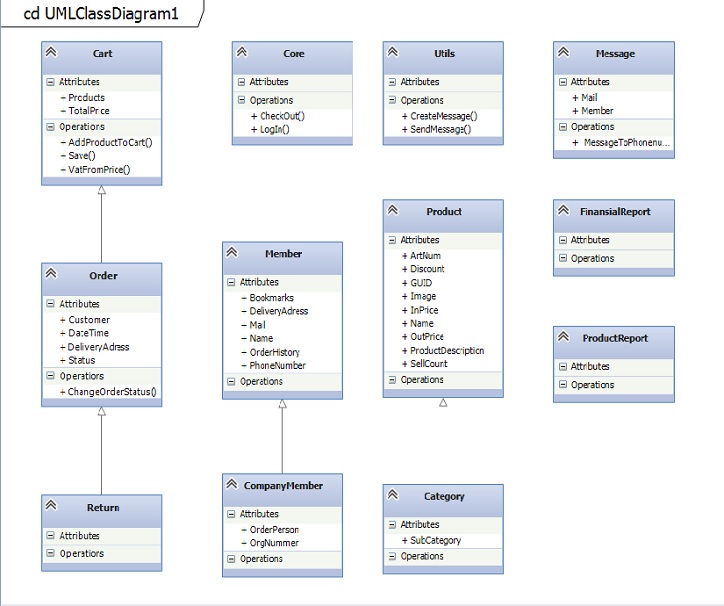 cd UMLClassDiagram1
Cart
Attributes
– Products
– TotalPrice
Operations
– AddProductToCart()
– Save()
– VatFromPrice()
Core
Attributes
Operations
+ CheckOut()
+ LogIn()
Utils
Attributes
Operations
+ CreateMessage()
+ SendMessage()
Message
Attributes
+ Mail
+ Member
Operations
+ MessageToPhonenu...
Order
Attributes
+ Customer
+ DateTime
+ DeliveryAdress
+ Status
Operations
+ ChangeOrderStatus()
Member
Attributes
– Bookmarks
– DeliveryAdress
– Mail
– Name
– OrderHistory
– PhoneNumber
Operations
Product
Attributes
+ ArtNum
+ Discount
+ GUID
+ Image
+ InPrice
+ Name
+ OutPrice
+ ProductDescription
+ SellCount
Operations
FinansialReport
Attributes
Operations
ProductReport
Attributes
Operations
Return
Attributes
Operations
CompanyMember
Attributes
– OrderPerson
– OrgNummer
Operations
Category
Attributes
+ SubCategory
Operations